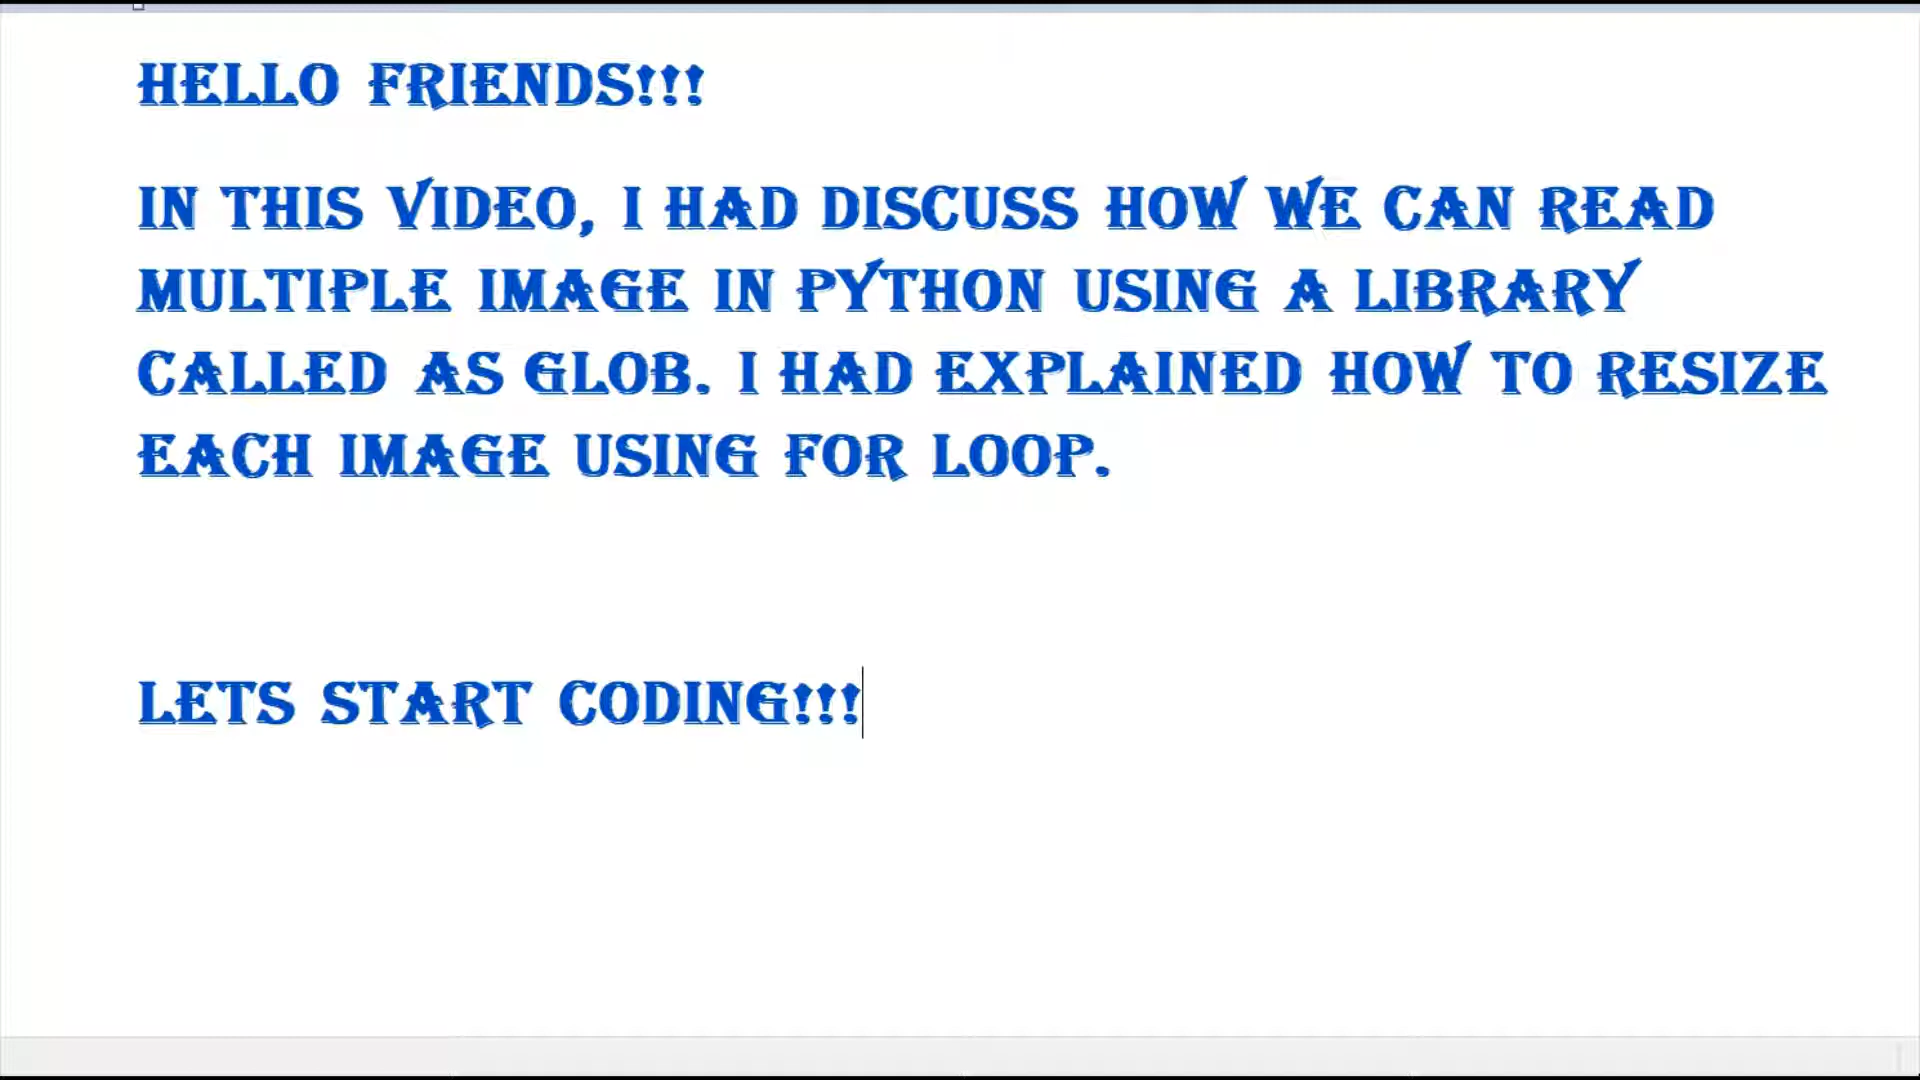 HELLO FRIENDS!!!
IN THIS VIDEO, I HAD DISCUSS HOW WE CAN READ
MULTIPLE IMAGE IN PYTHON USING A LIBRARY
CALLED AS GLOB. I HAD EXPLAINED HOW TO RESIZE
EACH IMAGE USING FOR LOOP.
LETS START CODING!!!